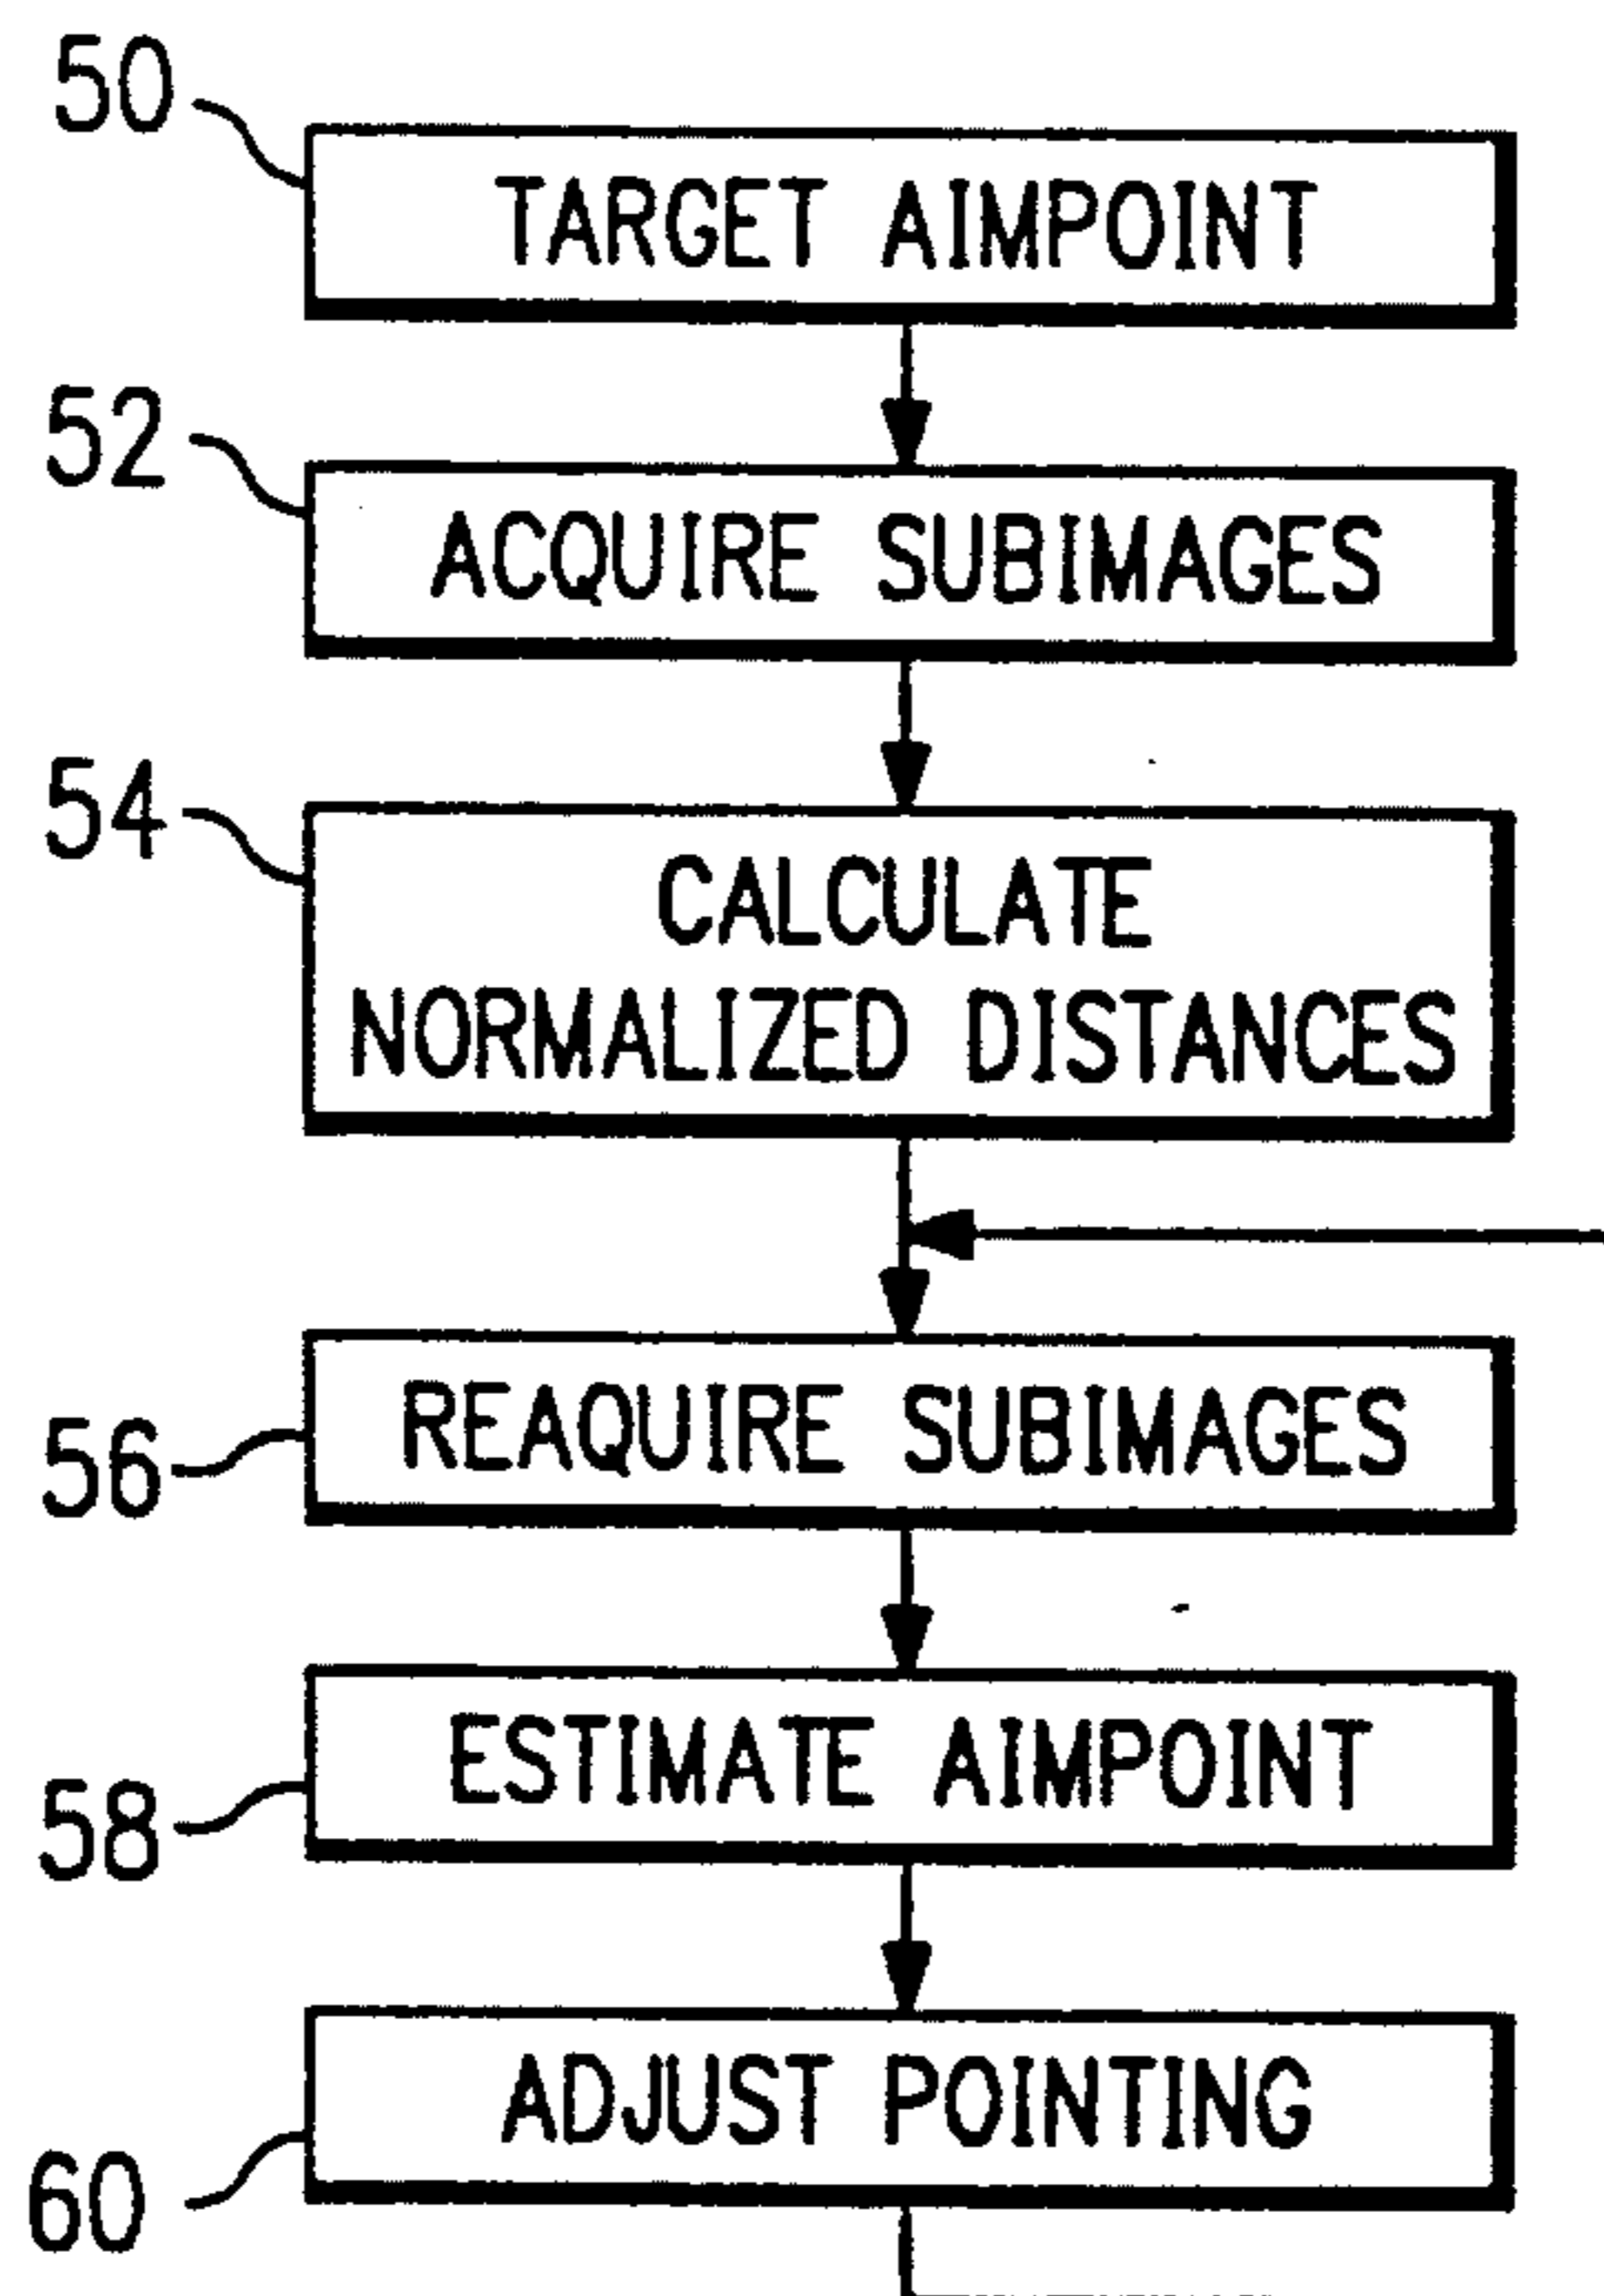 50
TARGET AIMPOINT
52
ACQUIRE SUBIMAGES
54
CALCULATE
NORMALIZED DISTANCES
56
REAQUIRE SUBIMAGES
58
ESTIMATE AIMPOINT
60
ADJUST POINTING